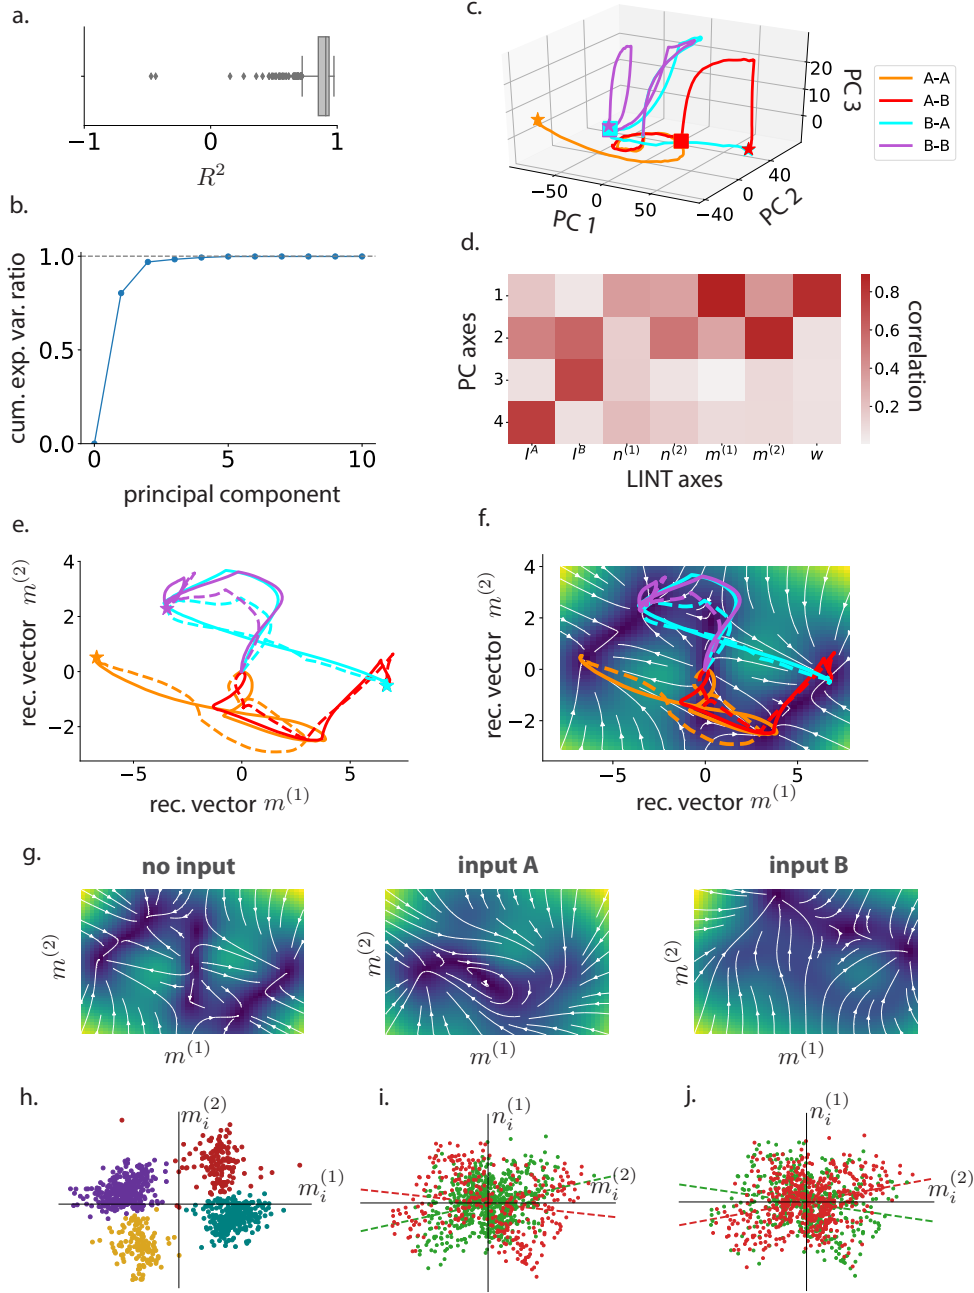 a.
−1
0
1
R²
b.
1.0
0.5
0.0
0
5
10
cum. exp. var. ratio
principal component
c.
20
10
0
PC 3
−50
0
50
PC 1
−40
0
40
PC 2
A-A
A-B
B-A
B-B
d.
PC axes
1
2
3
4
I^A
I^B
n^(1)
n^(2)
m^(1)
m^(2)
w
LINT axes
0.8
0.6
0.4
0.2
correlation
e.
4
2
0
−2
rec. vector m^(2)
−5
0
5
rec. vector m^(1)
f.
4
2
0
−2
rec. vector m^(2)
−5
0
5
rec. vector m^(1)
g.
no input
input A
input B
m^(2)
m^(1)
m^(2)
m^(1)
m^(2)
m^(1)
h.
m_i^(2)
m_i^(1)
i.
n_i^(1)
m_i^(2)
j.
n_i^(1)
m_i^(2)